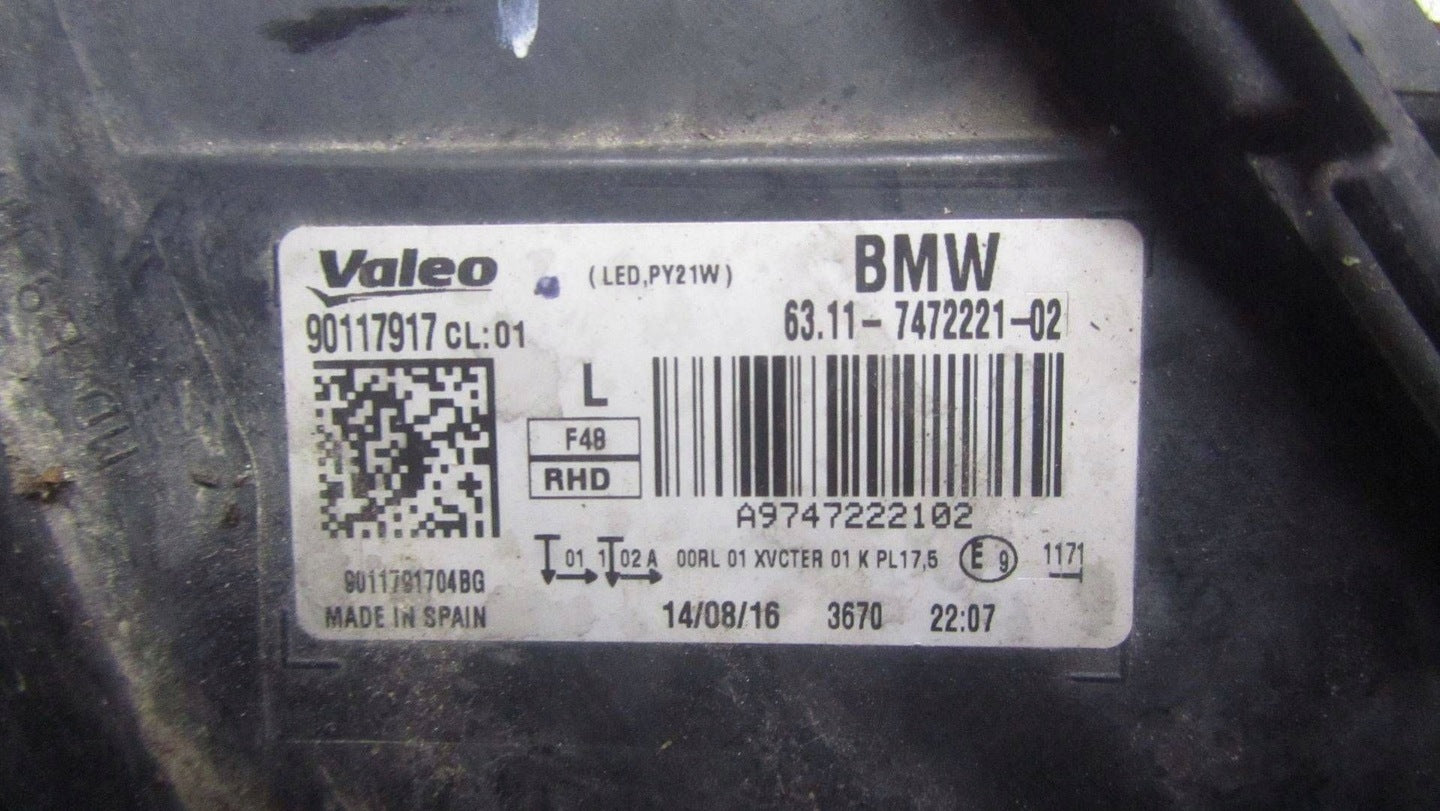 Valeo (LED,PY21W) BMW
90117917 CL:01 63.11-7472221-02
L
F48
RHD
A9747222102
9011791704BG 01 1 02 A 00RL 01 XVCTER 01 K PL17,5 E 9 1171
MADE IN SPAIN 14/08/16 3670 22:07